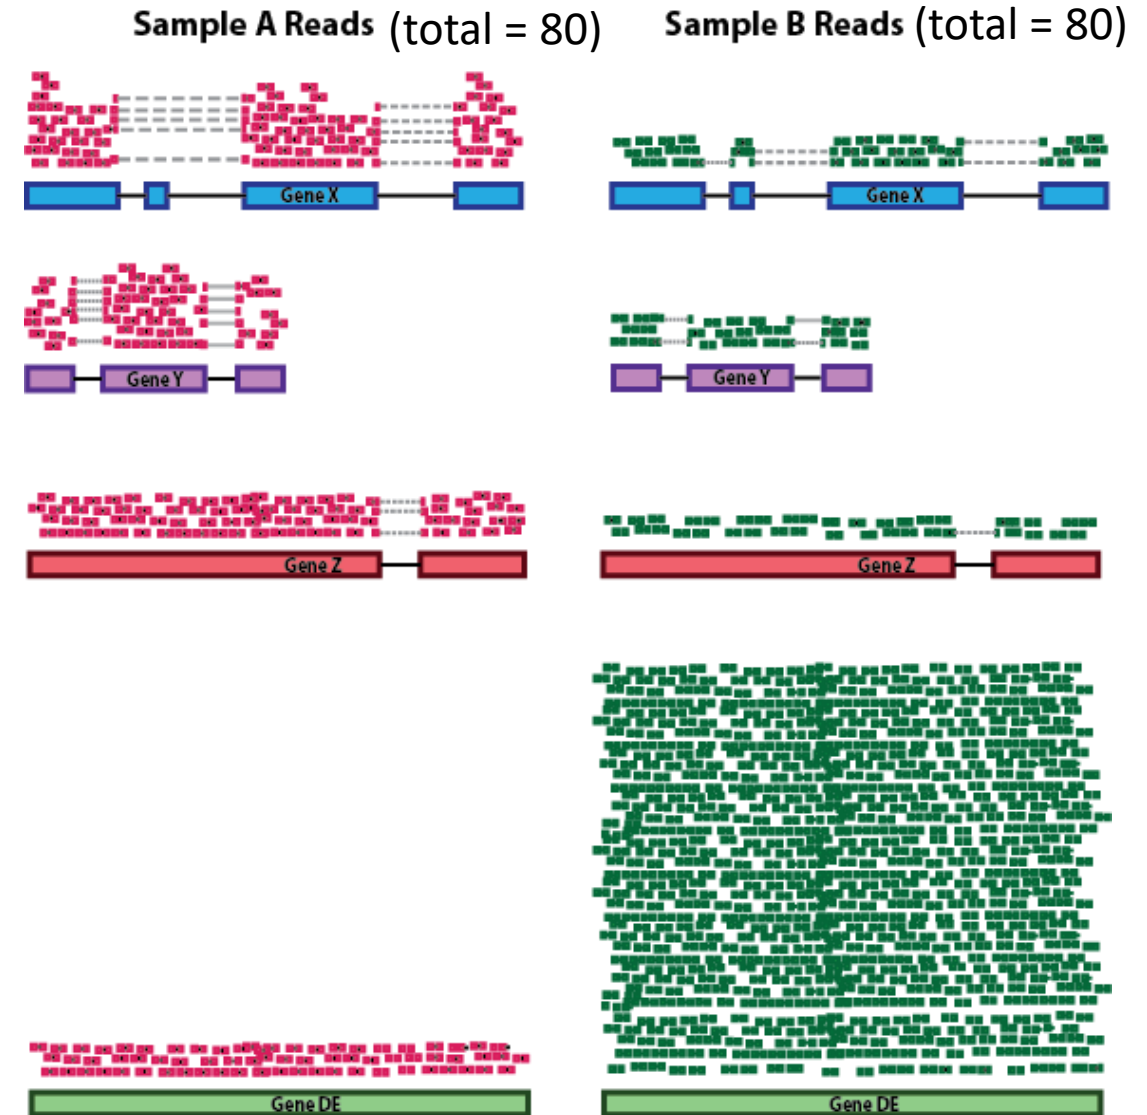 Sample A Reads (total = 80) Sample B Reads (total = 80)
Gene X Gene X
Gene Y Gene Y
Gene Z Gene Z
Gene DE Gene DE